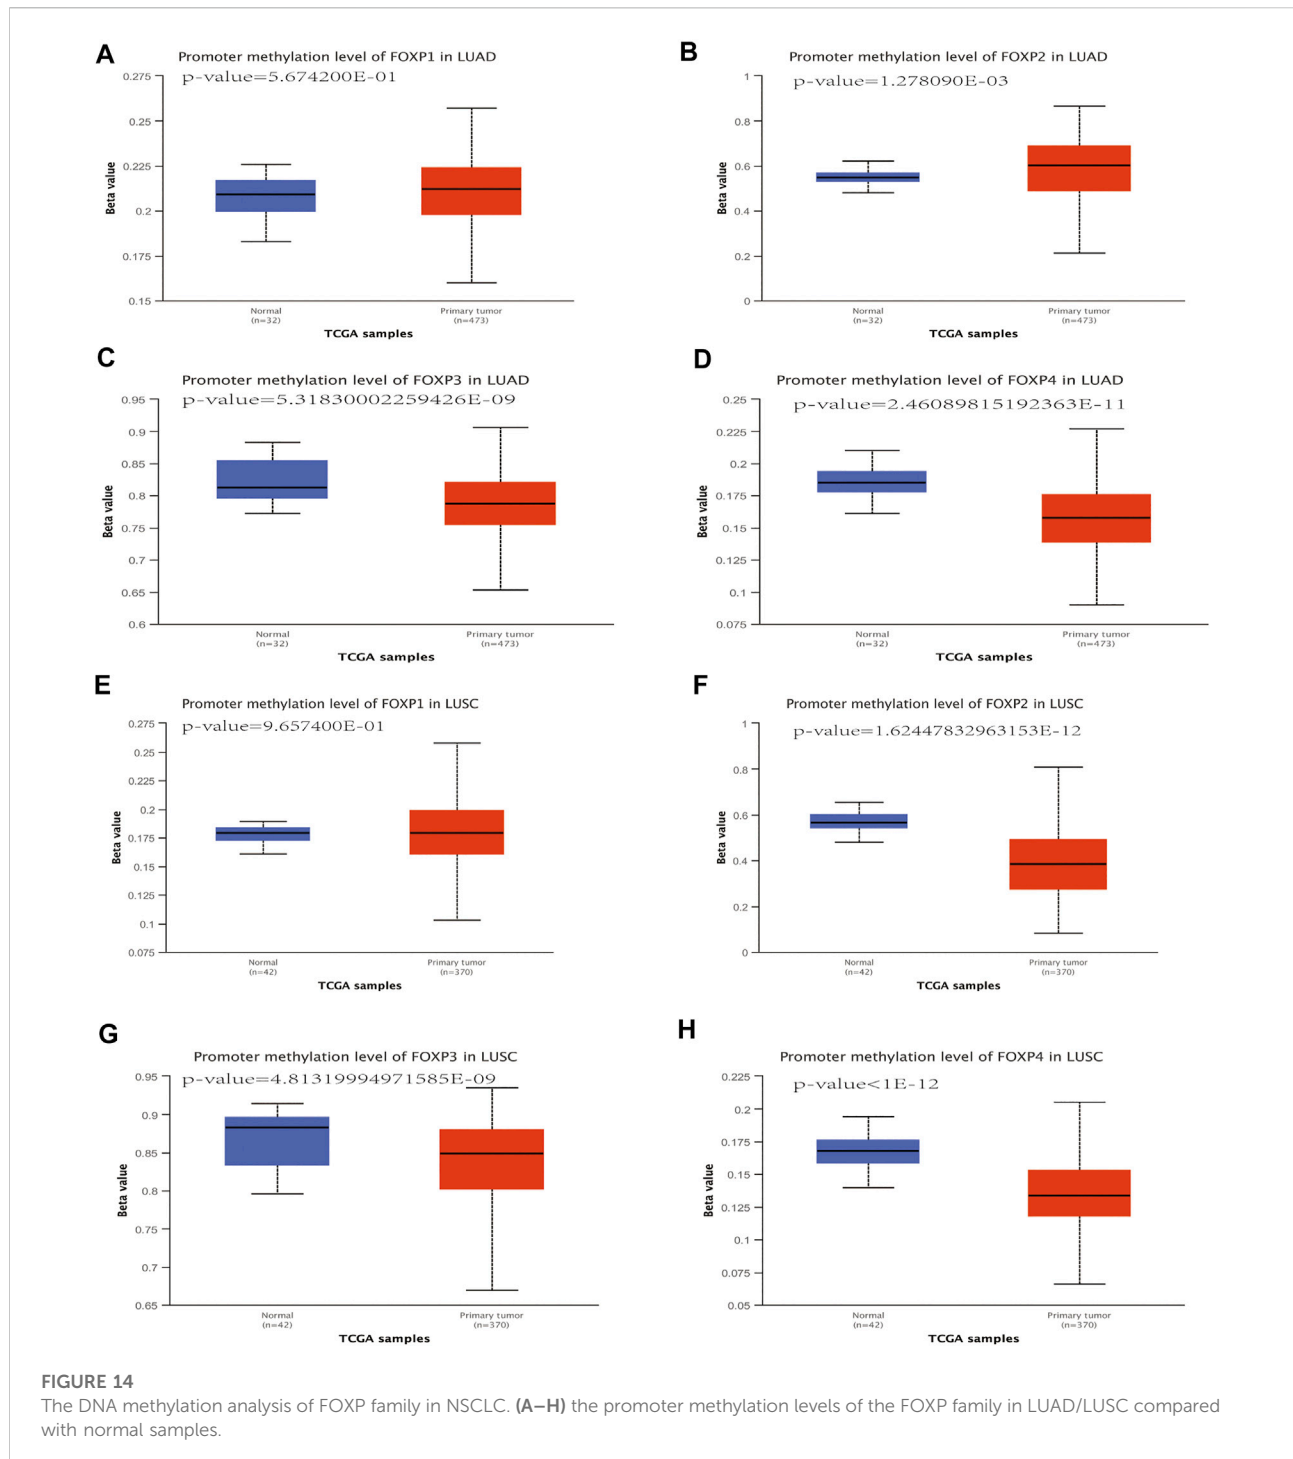 A
Promoter methylation level of FOXP1 in LUAD
p-value=5.674200E-01
0.275
0.25
0.225
0.2
0.175
0.15
Beta value
Normal
(n=32)
Primary tumor
(n=473)
TCGA samples
B
Promoter methylation level of FOXP2 in LUAD
p-value=1.278090E-03
1
0.8
0.6
0.4
0.2
0
Beta value
Normal
(n=32)
Primary tumor
(n=473)
TCGA samples
C
Promoter methylation level of FOXP3 in LUAD
p-value=5.31830002259426E-09
0.95
0.9
0.85
0.8
0.75
0.7
0.65
0.6
Beta value
Normal
(n=32)
Primary tumor
(n=473)
TCGA samples
D
Promoter methylation level of FOXP4 in LUAD
p-value=2.46089815192363E-11
0.25
0.225
0.2
0.175
0.15
0.125
0.1
0.075
Beta value
Normal
(n=32)
Primary tumor
(n=473)
TCGA samples
E
Promoter methylation level of FOXP1 in LUSC
p-value=9.657400E-01
0.275
0.25
0.225
0.2
0.175
0.15
0.125
0.1
0.075
Beta value
Normal
(n=42)
Primary tumor
(n=370)
TCGA samples
F
Promoter methylation level of FOXP2 in LUSC
p-value=1.62447832963153E-12
1
0.8
0.6
0.4
0.2
0
Beta value
Normal
(n=42)
Primary tumor
(n=370)
TCGA samples
G
Promoter methylation level of FOXP3 in LUSC
p-value=4.81319994971585E-09
0.95
0.9
0.85
0.8
0.75
0.7
0.65
Beta value
Normal
(n=42)
Primary tumor
(n=370)
TCGA samples
H
Promoter methylation level of FOXP4 in LUSC
p-value<1E-12
0.225
0.2
0.175
0.15
0.125
0.1
0.075
0.05
Beta value
Normal
(n=42)
Primary tumor
(n=370)
TCGA samples
FIGURE 14
The DNA methylation analysis of FOXP family in NSCLC. (A–H) the promoter methylation levels of the FOXP family in LUAD/LUSC compared
with normal samples.